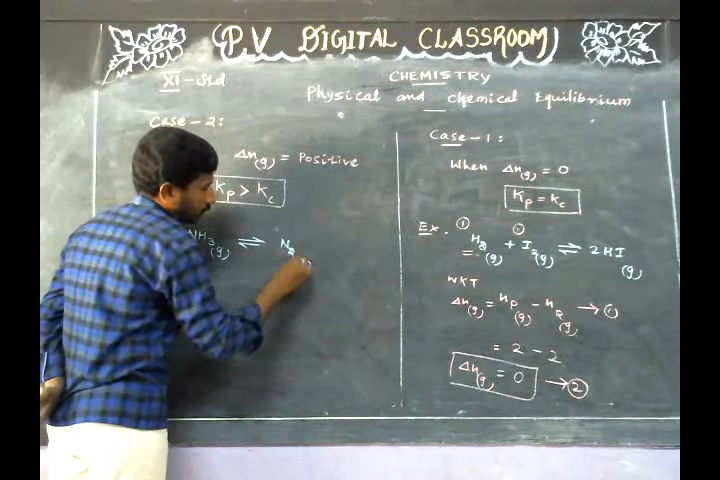 P.V DIGITAL CLASSROOM
XI-Std
CHEMISTRY
Physical and chemical Equilibrium
Case-2:
Δn(g) = Positive
Kp > Kc
NH3(g) ⇌ N2
Case-1:
When Δn(g) = 0
Kp = Kc
Ex. ① H2(g) + ① I2(g) ⇌ 2HI(g)
WKT
Δn(g) = nP(g) - nR(g) → ①
= 2 - 2
Δn(g) = 0 → ②